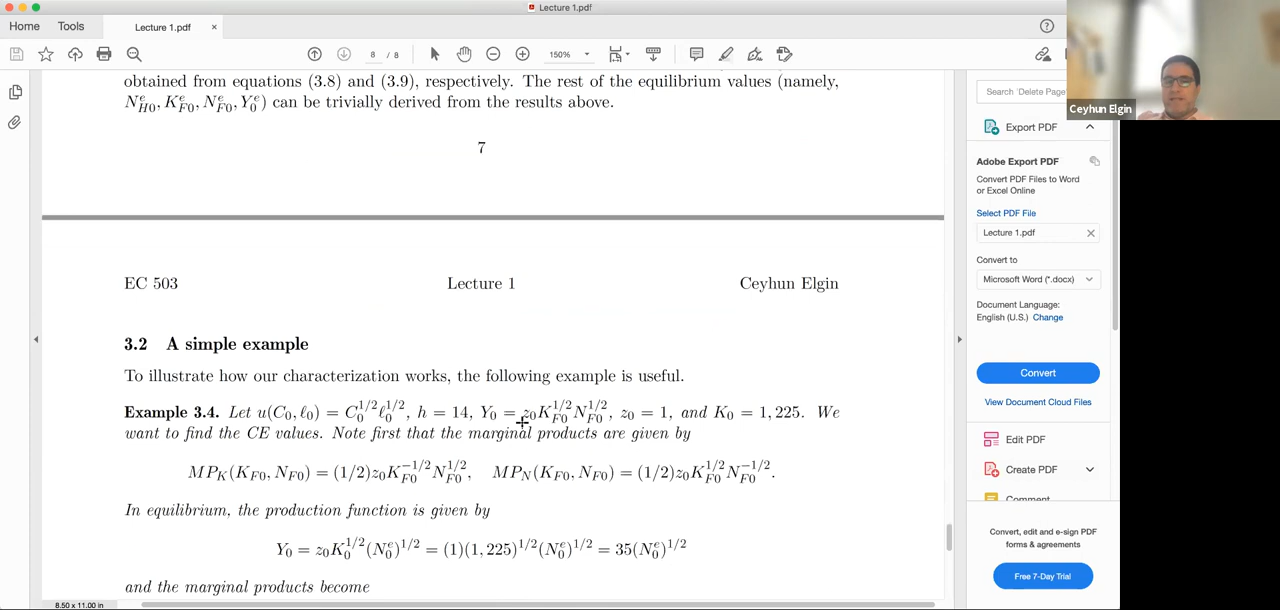 Lecture 1.pdf
Home
Tools
Lecture 1.pdf
×
8 / 8
150%
obtained from equations (3.8) and (3.9), respectively. The rest of the equilibrium values (namely,
N^e_{H0}, K^e_{F0}, N^e_{F0}, Y^e_0) can be trivially derived from the results above.
7
EC 503
Lecture 1
Ceyhun Elgin
3.2 A simple example
To illustrate how our characterization works, the following example is useful.
Example 3.4. Let u(C_0, ℓ_0) = C_0^{1/2} ℓ_0^{1/2}, h = 14, Y_0 = z_0 K_{F0}^{1/2} N_{F0}^{1/2}, z_0 = 1, and K_0 = 1,225. We
want to find the CE values. Note first that the marginal products are given by
MP_K(K_{F0}, N_{F0}) = (1/2)z_0 K_{F0}^{-1/2} N_{F0}^{1/2}, MP_N(K_{F0}, N_{F0}) = (1/2)z_0 K_{F0}^{1/2} N_{F0}^{-1/2}.
In equilibrium, the production function is given by
Y_0 = z_0 K_0^{1/2} (N^e_0)^{1/2} = (1)(1,225)^{1/2} (N^e_0)^{1/2} = 35(N^e_0)^{1/2}
and the marginal products become
8.50 x 11.00 in
Search 'Delete Page'
Export PDF
Adobe Export PDF
Convert PDF Files to Word
or Excel Online
Select PDF File
Lecture 1.pdf
Convert to
Microsoft Word (*.docx)
Document Language:
English (U.S.) Change
Convert
View Document Cloud Files
Edit PDF
Create PDF
Comment
Convert, edit and e-sign PDF
forms & agreements
Free 7-Day Trial
Ceyhun Elgin